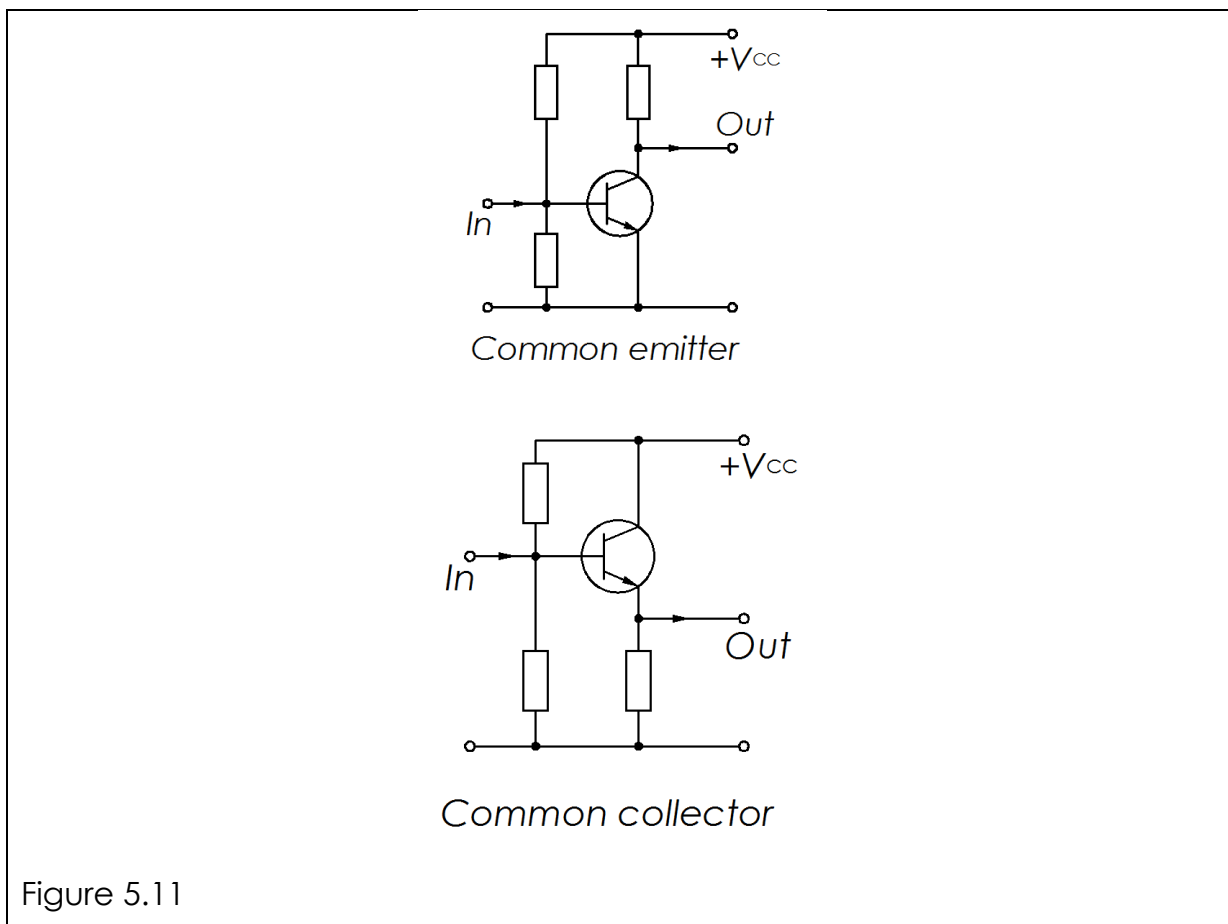 +Vcc
Out
In
Common emitter
+Vcc
In
Out
Common collector
Figure 5.11